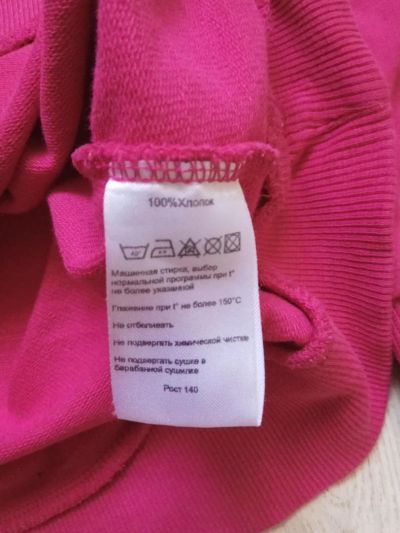 100%Хлопок
40°
Машинная стирка, выбор
нормальной программы при t°
не более указанной
Глажение при t° не более 150°C
Не отбеливать
Не подвергать химической чистке
Не подвергать сушке в
барабанной сушилке
Рост 140